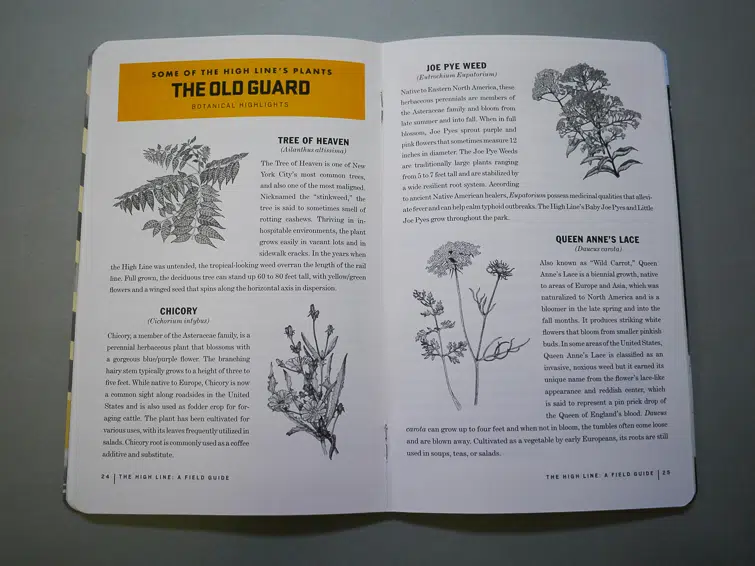 SOME OF THE HIGH LINE'S PLANTS
THE OLD GUARD
BOTANICAL HIGHLIGHTS
TREE OF HEAVEN
(Ailanthus altissima)
The Tree of Heaven is one of New
York City's most common trees,
and also one of the most maligned.
Nicknamed the "stinkweed," the
tree is said to sometimes smell of
rotting cashews. Thriving in in-
hospitable environments, the plant
grows easily in vacant lots and in
sidewalk cracks. In the years when
the High Line was untended, the tropical-looking weed overran the length of the rail
line. Full grown, the deciduous tree can stand up 60 to 80 feet tall, with yellow/green
flowers and a winged seed that spins along the horizontal axis in dispersion.
CHICORY
(Cichorium intybus)
Chicory, a member of the Asteraceae family, is a
perennial herbaceous plant that blossoms with
a gorgeous blue/purple flower. The branching
hairy stem typically grows to a height of three to
five feet. While native to Europe, Chicory is now
a common sight along roadsides in the United
States and is also used as fodder crop for for-
aging cattle. The plant has been cultivated for
various uses, with its leaves frequently utilized in
salads. Chicory root is commonly used as a coffee
additive and substitute.
24 | THE HIGH LINE: A FIELD GUIDE
JOE PYE WEED
(Eutrochium Eupatorium)
Native to Eastern North America, these
herbaceous perennials are members of
the Asteraceae family and bloom from
late summer and into fall. When in full
blossom, Joe Pyes sprout purple and
pink flowers that sometimes measure 12
inches in diameter. The Joe Pye Weeds
are traditionally large plants ranging
from 5 to 7 feet tall and are stabilized by
a wide resilient root system. According
to ancient Native American healers, Eupatorium possess medicinal qualities that allevi-
ate fever and can help calm typhoid outbreaks. The High Line's Baby Joe Pyes and Little
Joe Pyes grow throughout the park.
QUEEN ANNE'S LACE
(Daucus carota)
Also known as "Wild Carrot," Queen
Anne's Lace is a biennial growth, native
to areas of Europe and Asia, which was
naturalized to North America and is a
bloomer in the late spring and into the
fall months. It produces striking white
flowers that bloom from smaller pinkish
buds. In some areas of the United States,
Queen Anne's Lace is classified as an
invasive, noxious weed but it earned its
unique name from the flower's lace-like
appearance and reddish center, which
is said to represent a pin prick drop of
the Queen of England's blood. Daucus
carota can grow up to four feet and when not in bloom, the tumbles often come loose
and are blown away. Cultivated as a vegetable by early Europeans, its roots are still
used in soups, teas, or salads.
THE HIGH LINE: A FIELD GUIDE | 25